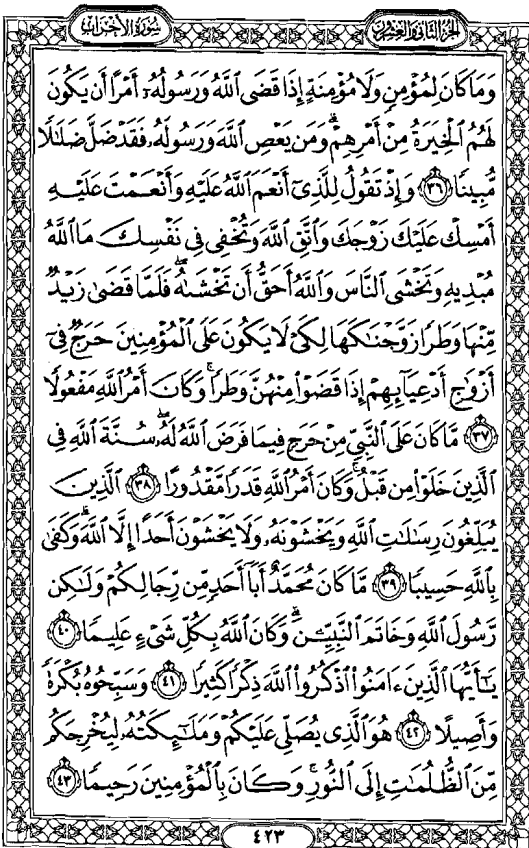 الجزء الثاني والعشرون
سورة الأحزاب
وَمَا كَانَ لِمُؤْمِنٍ وَلَا مُؤْمِنَةٍ إِذَا قَضَى ٱللَّهُ وَرَسُولُهُۥٓ أَمْرًا أَن يَكُونَ
لَهُمُ ٱلْخِيَرَةُ مِنْ أَمْرِهِمْ ۗ وَمَن يَعْصِ ٱللَّهَ وَرَسُولَهُۥ فَقَدْ ضَلَّ ضَلَٰلًا
مُّبِينًا ٣٦ وَإِذْ تَقُولُ لِلَّذِىٓ أَنْعَمَ ٱللَّهُ عَلَيْهِ وَأَنْعَمْتَ عَلَيْهِ
أَمْسِكْ عَلَيْكَ زَوْجَكَ وَٱتَّقِ ٱللَّهَ وَتُخْفِى فِى نَفْسِكَ مَا ٱللَّهُ
مُبْدِيهِ وَتَخْشَى ٱلنَّاسَ وَٱللَّهُ أَحَقُّ أَن تَخْشَىٰهُ ۖ فَلَمَّا قَضَىٰ زَيْدٌ
مِّنْهَا وَطَرًا زَوَّجْنَٰكَهَا لِكَىْ لَا يَكُونَ عَلَى ٱلْمُؤْمِنِينَ حَرَجٌ فِىٓ
أَزْوَٰجِ أَدْعِيَآئِهِمْ إِذَا قَضَوْا۟ مِنْهُنَّ وَطَرًا ۚ وَكَانَ أَمْرُ ٱللَّهِ مَفْعُولًا
٣٧ مَّا كَانَ عَلَى ٱلنَّبِىِّ مِنْ حَرَجٍ فِيمَا فَرَضَ ٱللَّهُ لَهُۥ ۖ سُنَّةَ ٱللَّهِ فِى
ٱلَّذِينَ خَلَوْا۟ مِن قَبْلُ ۚ وَكَانَ أَمْرُ ٱللَّهِ قَدَرًا مَّقْدُورًا ٣٨ ٱلَّذِينَ
يُبَلِّغُونَ رِسَٰلَٰتِ ٱللَّهِ وَيَخْشَوْنَهُۥ وَلَا يَخْشَوْنَ أَحَدًا إِلَّا ٱللَّهَ ۗ وَكَفَىٰ
بِٱللَّهِ حَسِيبًا ٣٩ مَّا كَانَ مُحَمَّدٌ أَبَآ أَحَدٍ مِّن رِّجَالِكُمْ وَلَٰكِن
رَّسُولَ ٱللَّهِ وَخَاتَمَ ٱلنَّبِيِّـۧنَ ۗ وَكَانَ ٱللَّهُ بِكُلِّ شَىْءٍ عَلِيمًا ٤٠
يَٰٓأَيُّهَا ٱلَّذِينَ ءَامَنُوا۟ ٱذْكُرُوا۟ ٱللَّهَ ذِكْرًا كَثِيرًا ٤١ وَسَبِّحُوهُ بُكْرَةً
وَأَصِيلًا ٤٢ هُوَ ٱلَّذِى يُصَلِّى عَلَيْكُمْ وَمَلَٰٓئِكَتُهُۥ لِيُخْرِجَكُم
مِّنَ ٱلظُّلُمَٰتِ إِلَى ٱلنُّورِ ۚ وَكَانَ بِٱلْمُؤْمِنِينَ رَحِيمًا ٤٣
٤٢٣